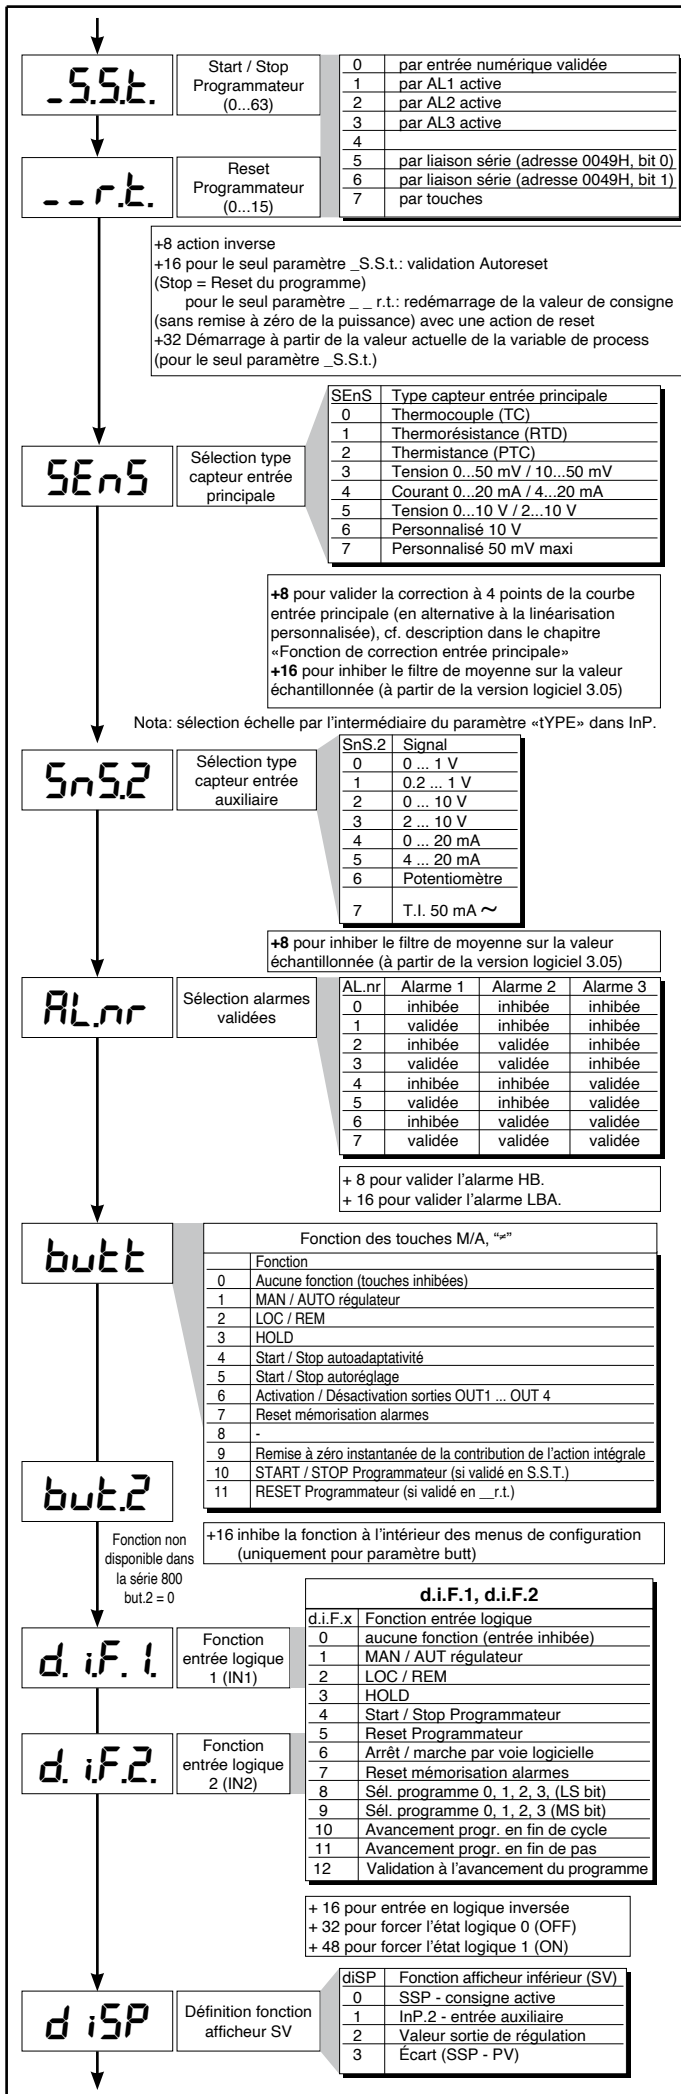 _S.S.t.
Start / Stop
Programmateur
(0...63)
0 par entrée numérique validée
1 par AL1 active
2 par AL2 active
3 par AL3 active
4
5 par liaison série (adresse 0049H, bit 0)
6 par liaison série (adresse 0049H, bit 1)
7 par touches
_ _ r.t.
Reset
Programmateur
(0...15)
+8 action inverse
+16 pour le seul paramètre _S.S.t.: validation Autoreset
(Stop = Reset du programme)
pour le seul paramètre _ _ r.t.: redémarrage de la valeur de consigne
(sans remise à zéro de la puissance) avec une action de reset
+32 Démarrage à partir de la valeur actuelle de la variable de process
(pour le seul paramètre _S.S.t.)
SEnS
Sélection type
capteur entrée
principale
SEnS Type capteur entrée principale
0 Thermocouple (TC)
1 Thermorésistance (RTD)
2 Thermistance (PTC)
3 Tension 0...50 mV / 10...50 mV
4 Courant 0...20 mA / 4...20 mA
5 Tension 0...10 V / 2...10 V
6 Personnalisé 10 V
7 Personnalisé 50 mV maxi
+8 pour valider la correction à 4 points de la courbe
entrée principale (en alternative à la linéarisation
personnalisée), cf. description dans le chapitre
«Fonction de correction entrée principale»
+16 pour inhiber le filtre de moyenne sur la valeur
échantillonnée (à partir de la version logiciel 3.05)
Nota: sélection échelle par l'intermédiaire du paramètre «tYPE» dans InP.
SnS.2
Sélection type
capteur entrée
auxiliaire
SnS.2 Signal
0 0 ... 1 V
1 0.2 ... 1 V
2 0 ... 10 V
3 2 ... 10 V
4 0 ... 20 mA
5 4 ... 20 mA
6 Potentiomètre
7 T.I. 50 mA ~
+8 pour inhiber le filtre de moyenne sur la valeur
échantillonnée (à partir de la version logiciel 3.05)
AL.nr
Sélection alarmes
validées
AL.nr Alarme 1 Alarme 2 Alarme 3
0 inhibée inhibée inhibée
1 validée inhibée inhibée
2 inhibée validée inhibée
3 validée validée inhibée
4 inhibée inhibée validée
5 validée inhibée validée
6 inhibée validée validée
7 validée validée validée
+ 8 pour valider l'alarme HB.
+ 16 pour valider l'alarme LBA.
butt
Fonction des touches M/A, "≠"
Fonction
0 Aucune fonction (touches inhibées)
1 MAN / AUTO régulateur
2 LOC / REM
3 HOLD
4 Start / Stop autoadaptativité
5 Start / Stop autoréglage
6 Activation / Désactivation sorties OUT1 ... OUT 4
7 Reset mémorisation alarmes
8 -
9 Remise à zéro instantanée de la contribution de l'action intégrale
10 START / STOP Programmateur (si validé en S.S.T.)
11 RESET Programmateur (si validé en __r.t.)
but.2
Fonction non
disponible dans
la série 800
but.2 = 0
+16 inhibe la fonction à l'intérieur des menus de configuration
(uniquement pour paramètre butt)
d.i.F.1, d.i.F.2
d.i.F.x Fonction entrée logique
0 aucune fonction (entrée inhibée)
1 MAN / AUT régulateur
2 LOC / REM
3 HOLD
4 Start / Stop Programmateur
5 Reset Programmateur
6 Arrêt / marche par voie logicielle
7 Reset mémorisation alarmes
8 Sél. programme 0, 1, 2, 3, (LS bit)
9 Sél. programme 0, 1, 2, 3 (MS bit)
10 Avancement progr. en fin de cycle
11 Avancement progr. en fin de pas
12 Validation à l'avancement du programme
d. i.F. 1.
Fonction
entrée logique
1 (IN1)
d. i.F.2.
Fonction
entrée logique
2 (IN2)
+ 16 pour entrée en logique inversée
+ 32 pour forcer l'état logique 0 (OFF)
+ 48 pour forcer l'état logique 1 (ON)
diSP
Définition fonction
afficheur SV
diSP Fonction afficheur inférieur (SV)
0 SSP - consigne active
1 InP.2 - entrée auxiliaire
2 Valeur sortie de régulation
3 Écart (SSP - PV)